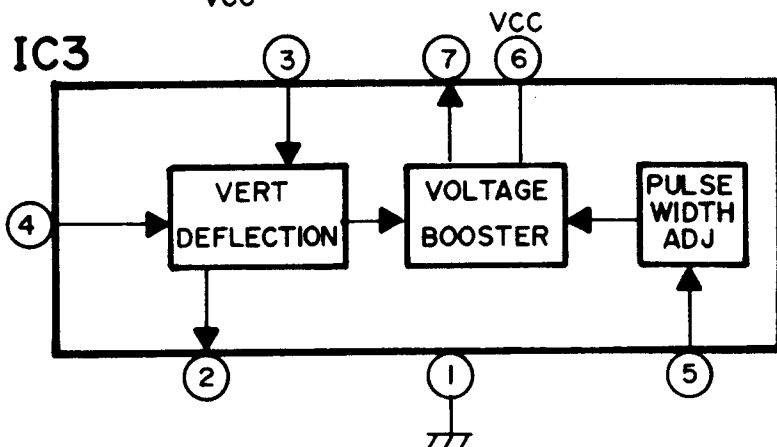 VCC
IC3
3
7
VCC
6
4
VERT
DEFLECTION
VOLTAGE
BOOSTER
PULSE
WIDTH
ADJ
2
1
5